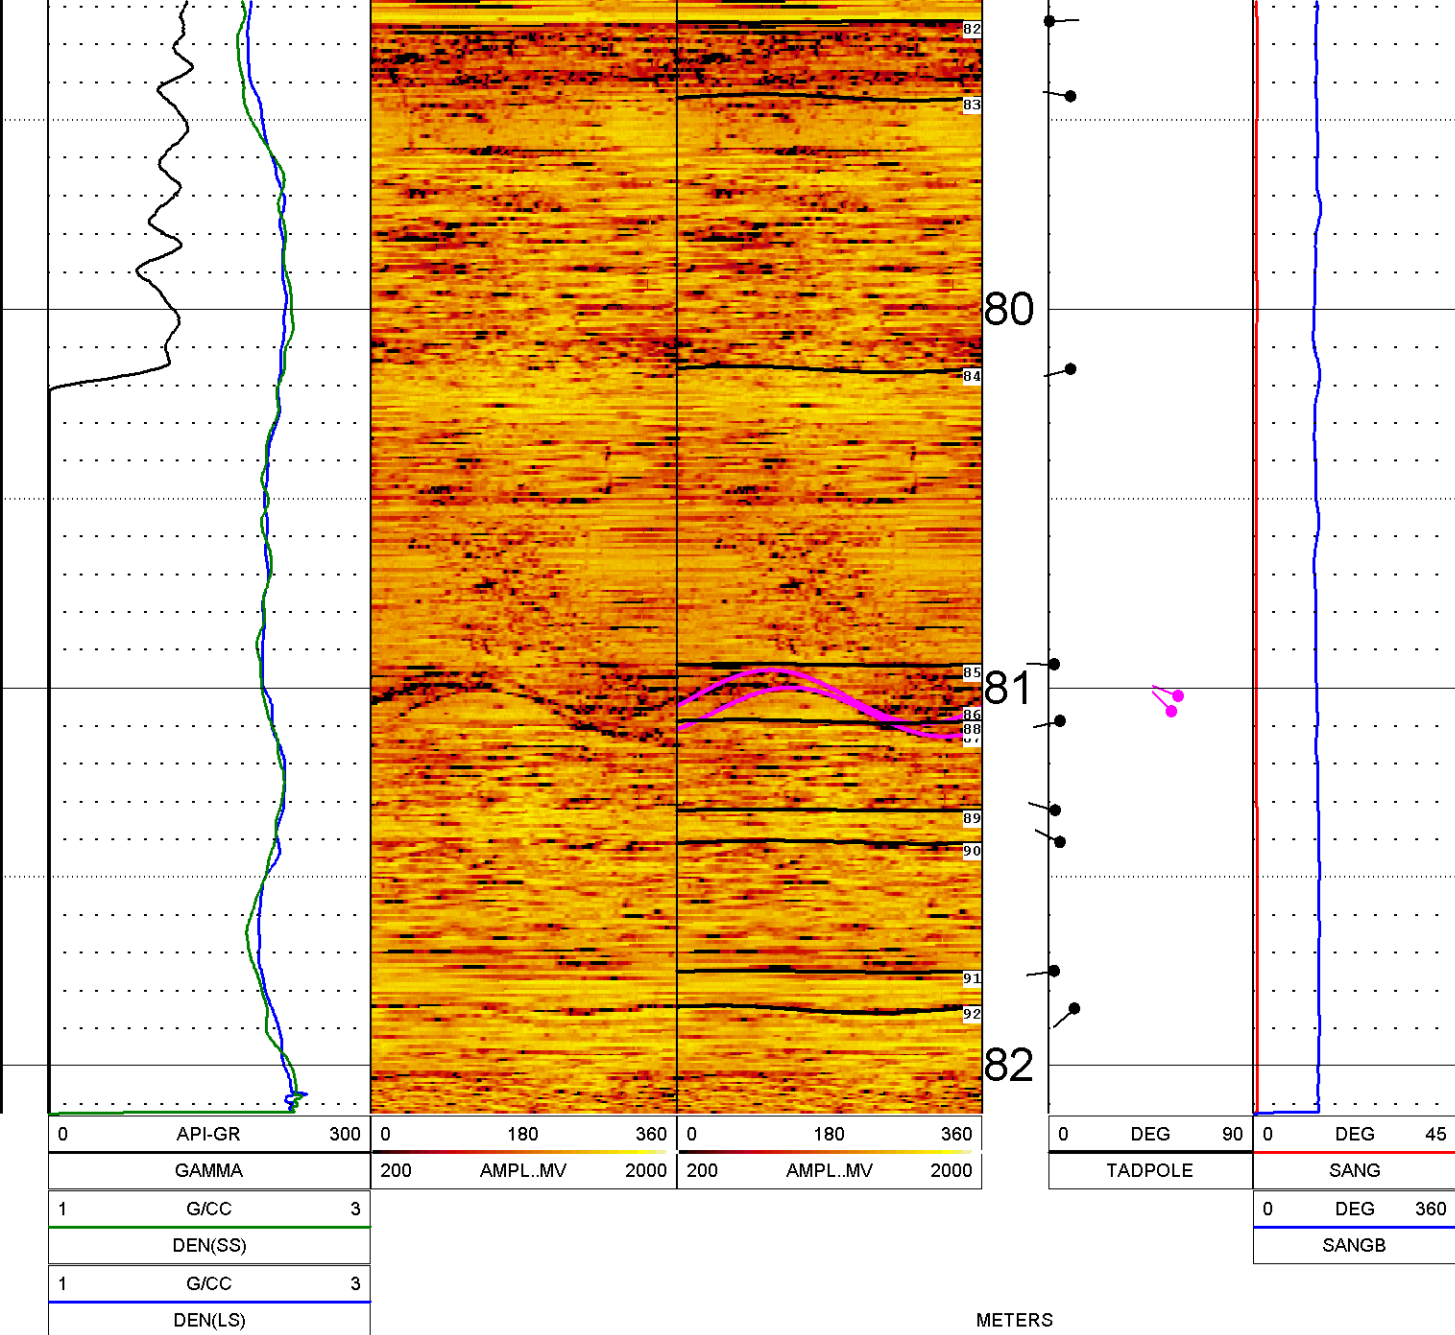 82
83
80
84
85
81
86
88
89
90
91
92
82
0 API-GR 300
GAMMA
1 G/CC 3
DEN(SS)
1 G/CC 3
DEN(LS)
0 180 360
200 AMPL..MV 2000
0 180 360
200 AMPL..MV 2000
METERS
0 DEG 90
TADPOLE
0 DEG 45
SANG
0 DEG 360
SANGB